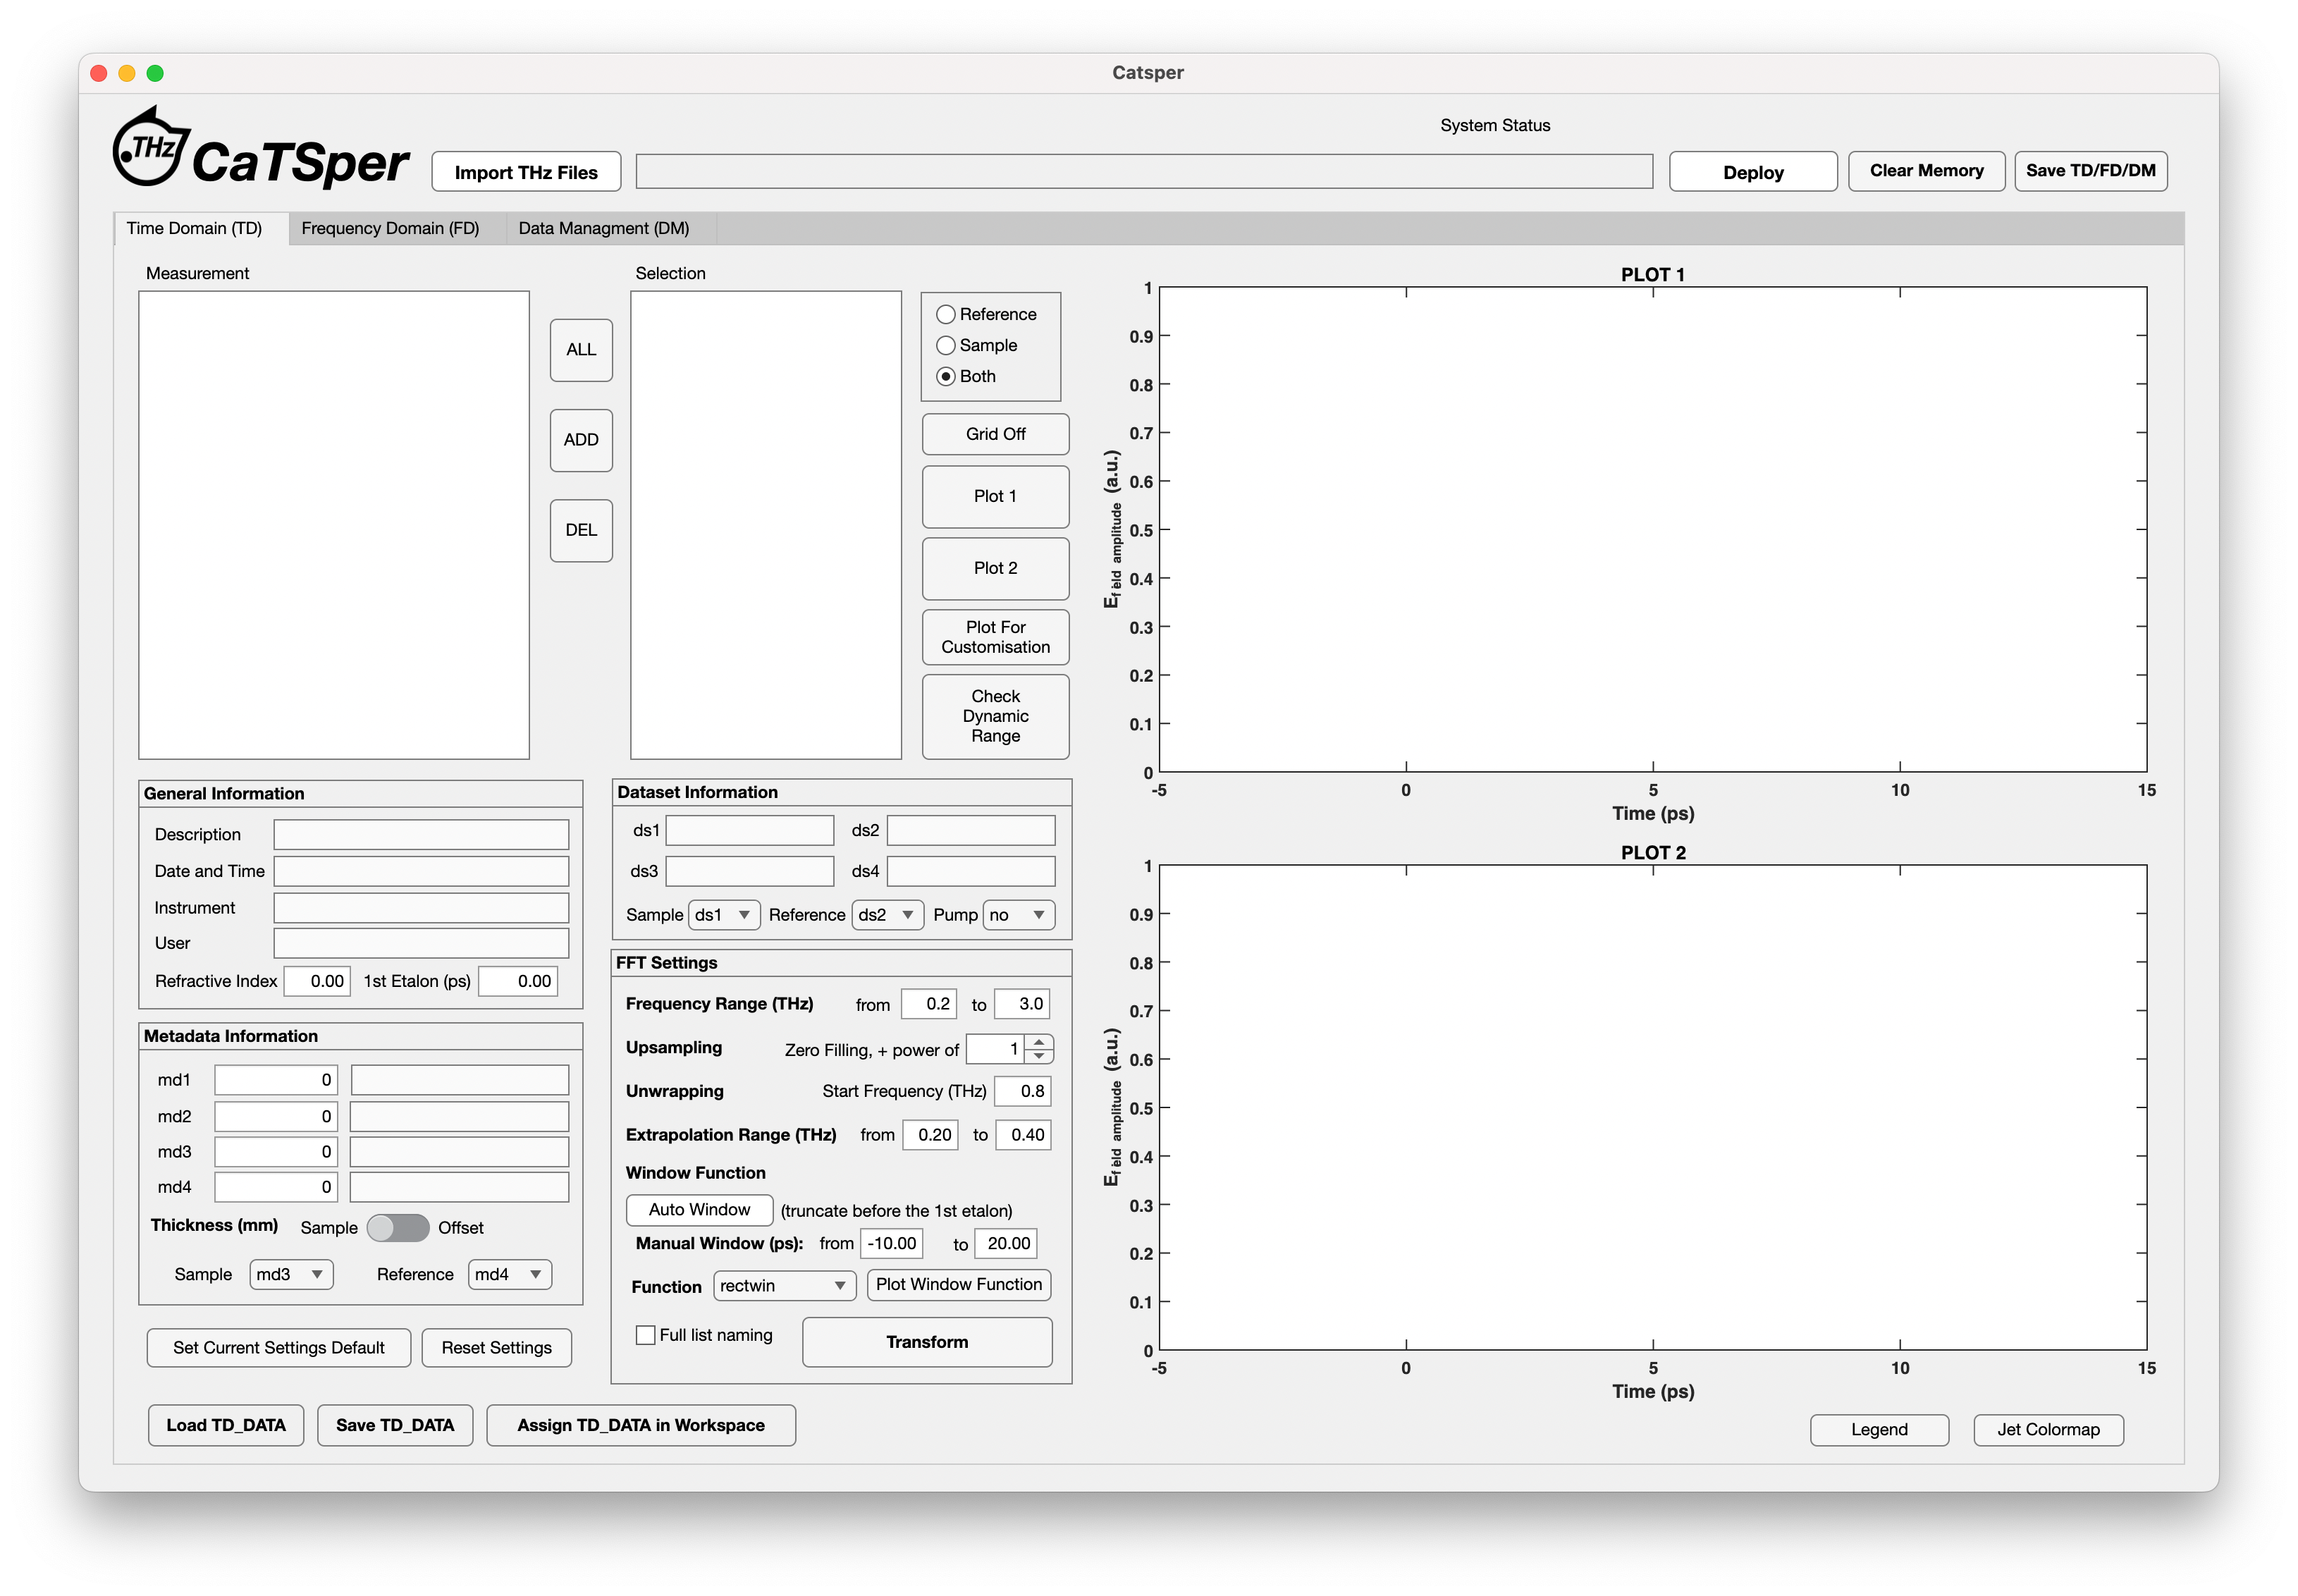 Catsper
System Status
THz CaTSper
Import THz Files
Deploy
Clear Memory
Save TD/FD/DM
Time Domain (TD)
Frequency Domain (FD)
Data Managment (DM)
Measurement
Selection
ALL
ADD
DEL
Reference
Sample
Both
Grid Off
Plot 1
Plot 2
Plot For
Customisation
Check
Dynamic
Range
General Information
Description
Date and Time
Instrument
User
Refractive Index 0.00 1st Etalon (ps) 0.00
Metadata Information
md1 0
md2 0
md3 0
md4 0
Thickness (mm) Sample Offset
Sample md3 Reference md4
Set Current Settings Default
Reset Settings
Dataset Information
ds1 ds2
ds3 ds4
Sample ds1 Reference ds2 Pump no
FFT Settings
Frequency Range (THz) from 0.2 to 3.0
Upsampling Zero Filling, + power of 1
Unwrapping Start Frequency (THz) 0.8
Extrapolation Range (THz) from 0.20 to 0.40
Window Function
Auto Window (truncate before the 1st etalon)
Manual Window (ps): from -10.00 to 20.00
Function rectwin Plot Window Function
Full list naming
Transform
Load TD_DATA
Save TD_DATA
Assign TD_DATA in Workspace
PLOT 1
1
0.9
0.8
0.7
0.6
0.5
0.4
0.3
0.2
0.1
0
E field amplitude (a.u.)
-5 0 5 10 15
Time (ps)
PLOT 2
1
0.9
0.8
0.7
0.6
0.5
0.4
0.3
0.2
0.1
0
E field amplitude (a.u.)
-5 0 5 10 15
Time (ps)
Legend
Jet Colormap